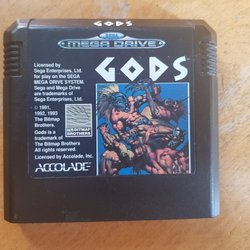 SEGA
MEGA DRIVE
GODS
Licensed by
Sega Enterprises, Ltd.
for play on the SEGA
MEGA DRIVE SYSTEM.
Sega and Mega Drive
are trademarks of
Sega Enterprises, Ltd.
© 1991,
1992, 1993
The Bitmap
Brothers.
BITMAP
BROTHERS
Gods is a
trademark of
The Bitmap Brothers
All rights reserved.
Licensed by Accolade, Inc.
ACCOLADE